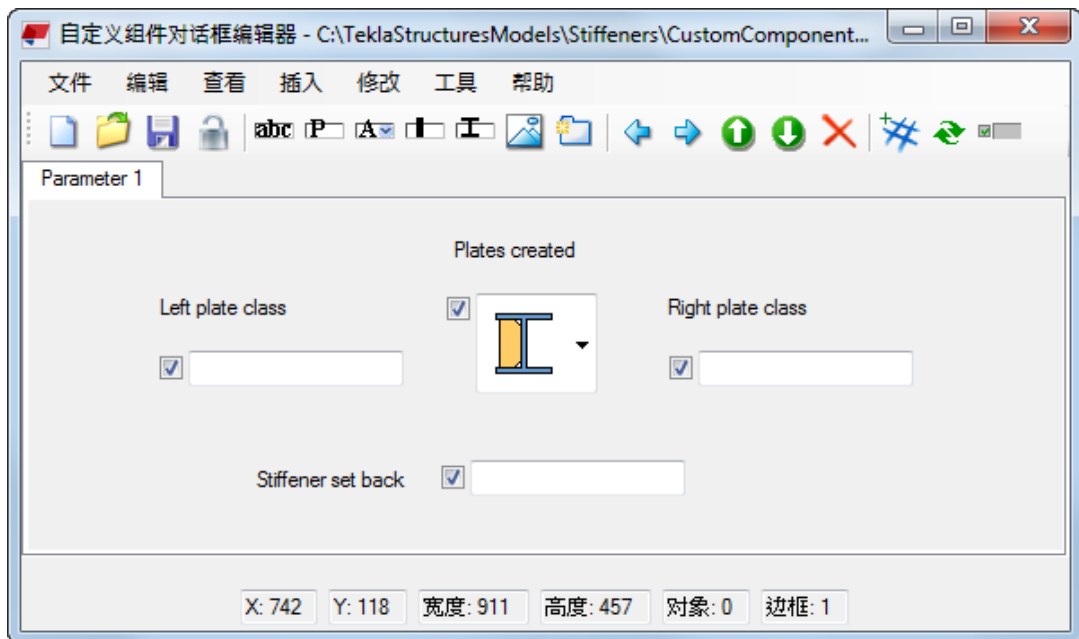 自定义组件对话框编辑器 - C:\TeklaStructuresModels\Stiffeners\CustomComponent...
文件 编辑 查看 插入 修改 工具 帮助
abc P A I
Parameter 1
Plates created
Left plate class Right plate class
Stiffener set back
X: 742 Y: 118 宽度: 911 高度: 457 对象: 0 边框: 1